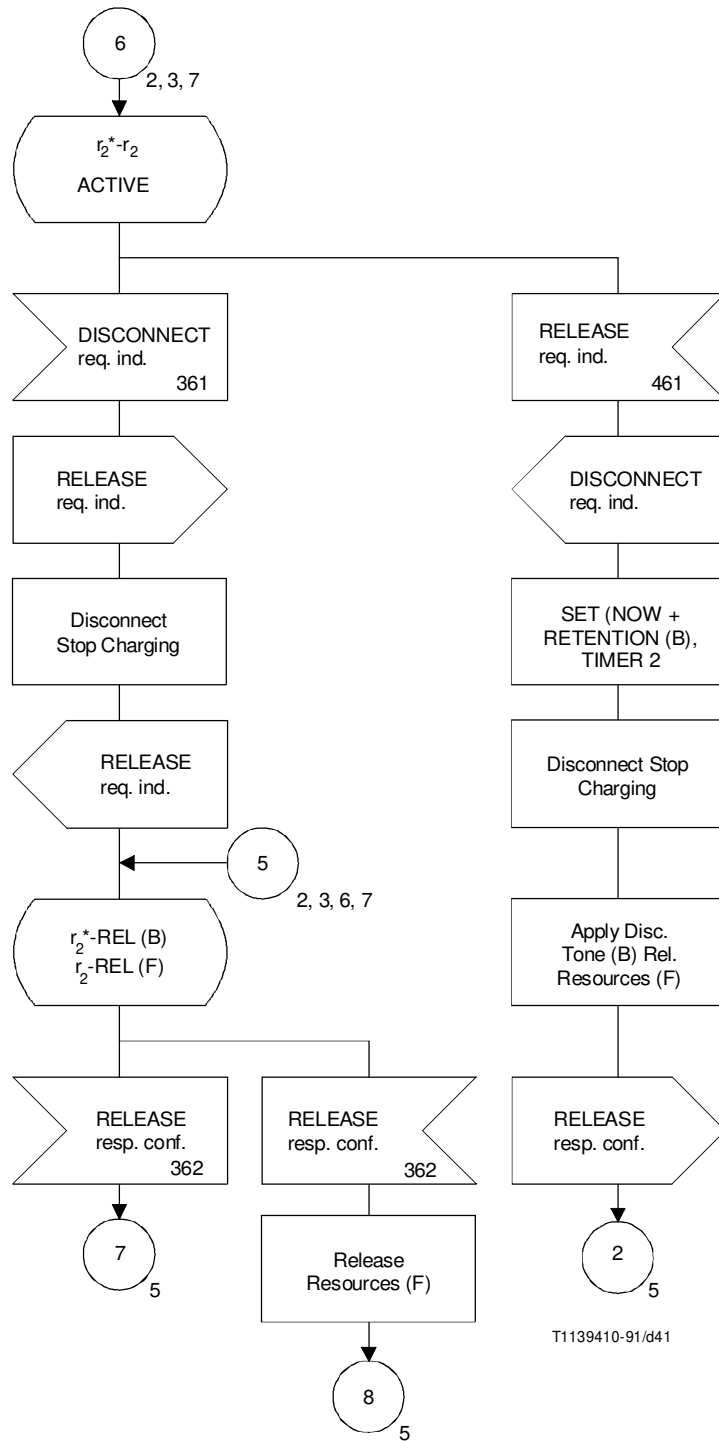 6
2, 3, 7
r2*-r2
ACTIVE
DISCONNECT
req. ind.
361
RELEASE
req. ind.
461
RELEASE
req. ind.
DISCONNECT
req. ind.
Disconnect
Stop Charging
SET (NOW +
RETENTION (B),
TIMER 2
RELEASE
req. ind.
Disconnect Stop
Charging
5
2, 3, 6, 7
r2*-REL (B)
r2-REL (F)
Apply Disc.
Tone (B) Rel.
Resources (F)
RELEASE
resp. conf.
362
RELEASE
resp. conf.
362
RELEASE
resp. conf.
7
5
Release
Resources (F)
2
5
T1139410-91/d41
8
5